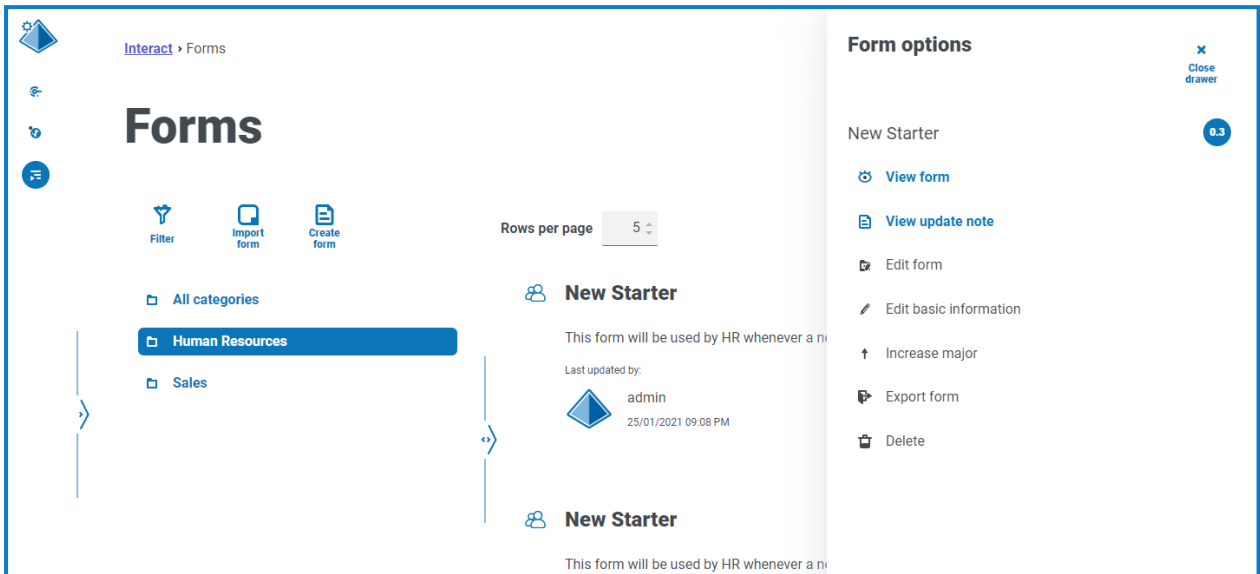 Interact › Forms
Forms
Filter
Import
form
Create
form
All categories
Human Resources
Sales
Rows per page 5
New Starter
This form will be used by HR whenever a
Last updated by:
admin
25/01/2021 09:08 PM
New Starter
This form will be used by HR whenever a
Form options
Close
drawer
New Starter 0.3
View form
View update note
Edit form
Edit basic information
Increase major
Export form
Delete